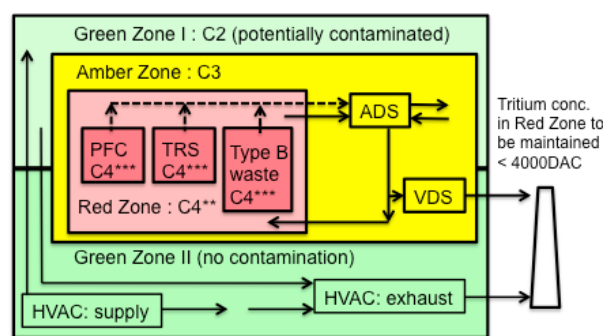 Green Zone I : C2 (potentially contaminated)
Amber Zone : C3
ADS
Tritium conc.
in Red Zone to
be maintained
< 4000DAC
PFC
C4***
TRS
C4***
Type B
waste
C4***
Red Zone : C4**
VDS
Green Zone II (no contamination)
HVAC: supply
HVAC: exhaust